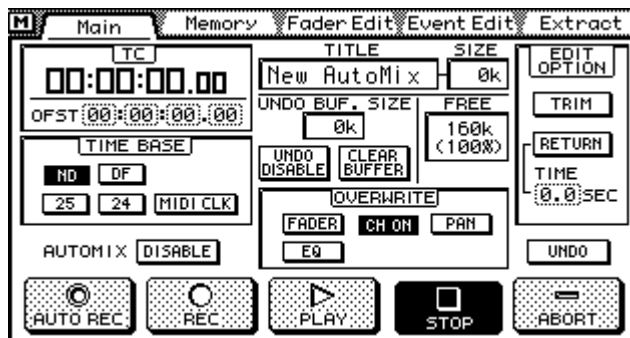 M Main Memory Fader Edit Event Edit Extract
TC
00:00:00.00
OFST 00:00:00.00
TIME BASE
ND DF
25 24 MIDI CLK
AUTOMIX DISABLE
TITLE SIZE
New AutoMix 0k
UNDO BUF. SIZE FREE
0k
160k
(100%)
UNDO DISABLE
CLEAR BUFFER
OVERWRITE
FADER CH ON PAN
EQ
EDIT OPTION
TRIM
RETURN
TIME
0.0 SEC
UNDO
AUTO REC REC PLAY STOP ABORT